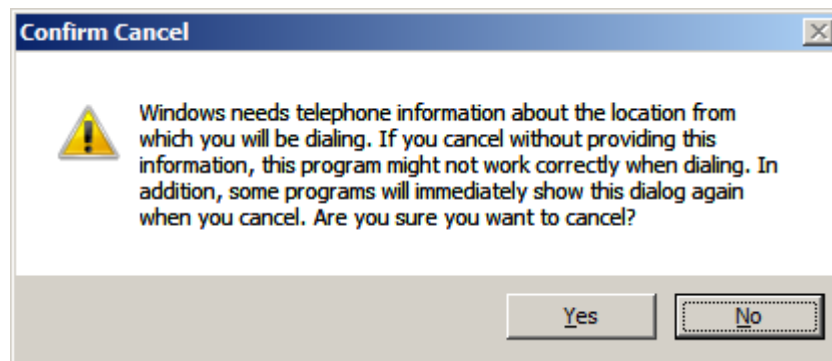 Confirm Cancel
Windows needs telephone information about the location from
which you will be dialing. If you cancel without providing this
information, this program might not work correctly when dialing. In
addition, some programs will immediately show this dialog again
when you cancel. Are you sure you want to cancel?
Yes No